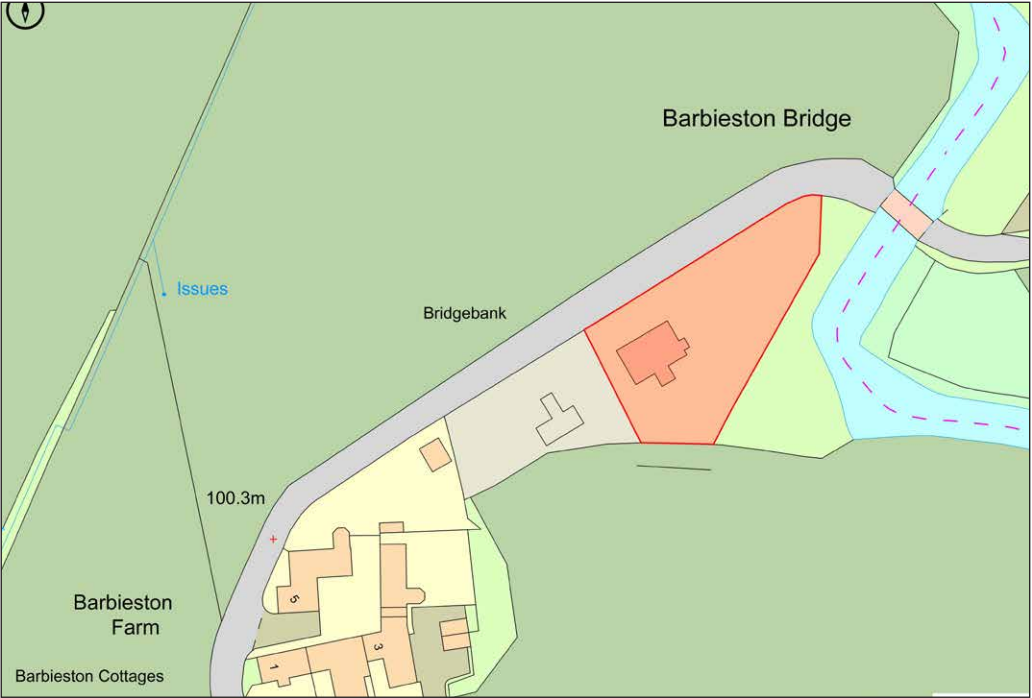 Barbieston Bridge
Issues
Bridgebank
100.3m
5
Barbieston
Farm
3
1
Barbieston Cottages